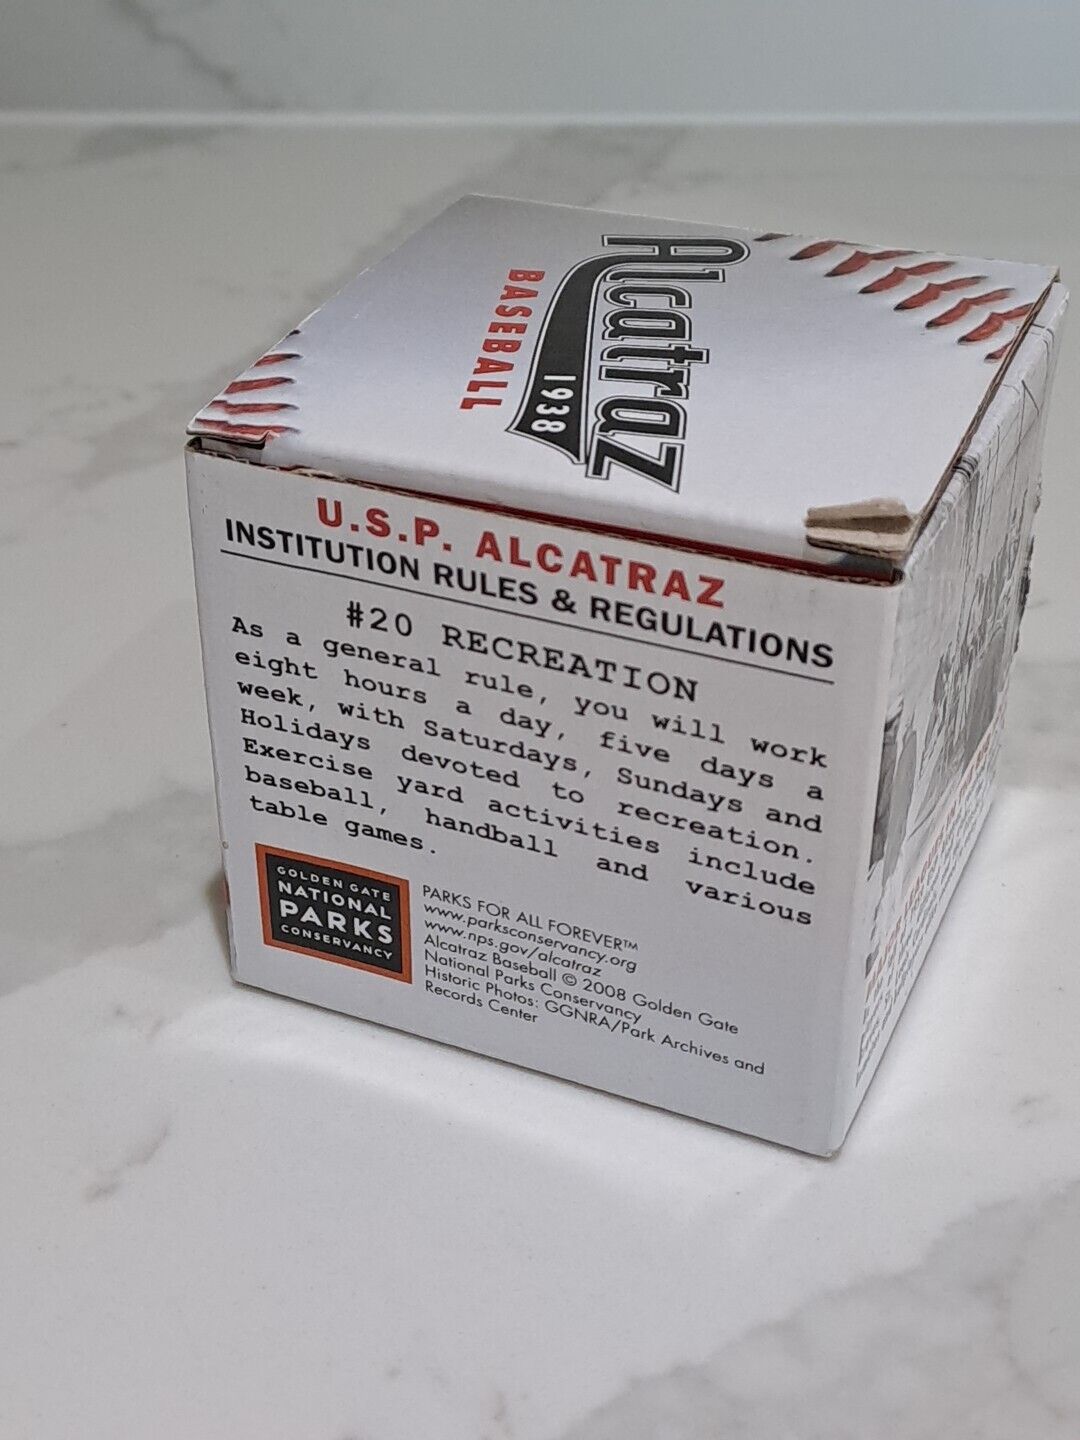 Alcatraz
1938
BASEBALL
U.S.P. ALCATRAZ
INSTITUTION RULES & REGULATIONS
#20 RECREATION
As a general rule, you will work
eight hours a day, five days a
week, with Saturdays, Sundays and
Holidays devoted to recreation.
Exercise yard activities include
baseball, handball and various
table games.
GOLDEN GATE
NATIONAL
PARKS
CONSERVANCY
PARKS FOR ALL FOREVER™
www.parksconservancy.org
www.nps.gov/alcatraz
Alcatraz Baseball © 2008 Golden Gate
National Parks Conservancy
Historic Photos: GGNRA/Park Archives and
Records Center